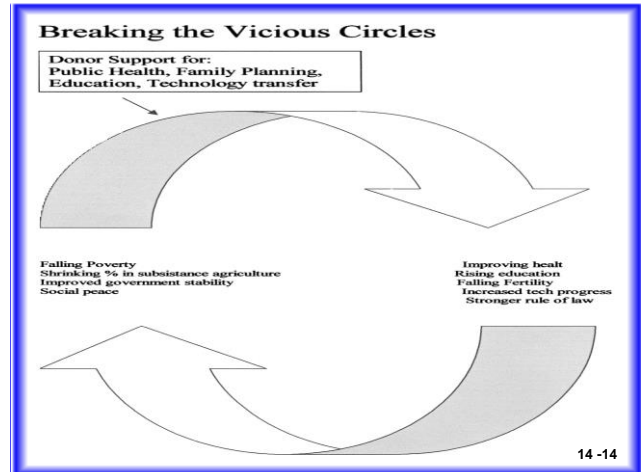 Breaking the Vicious Circles
Donor Support for:
Public Health, Family Planning,
Education, Technology transfer
Falling Poverty
Shrinking % in subsistance agriculture
Improved government stability
Social peace
Improving healt
Rising education
Falling Fertility
Increased tech progress
Stronger rule of law
14 -14